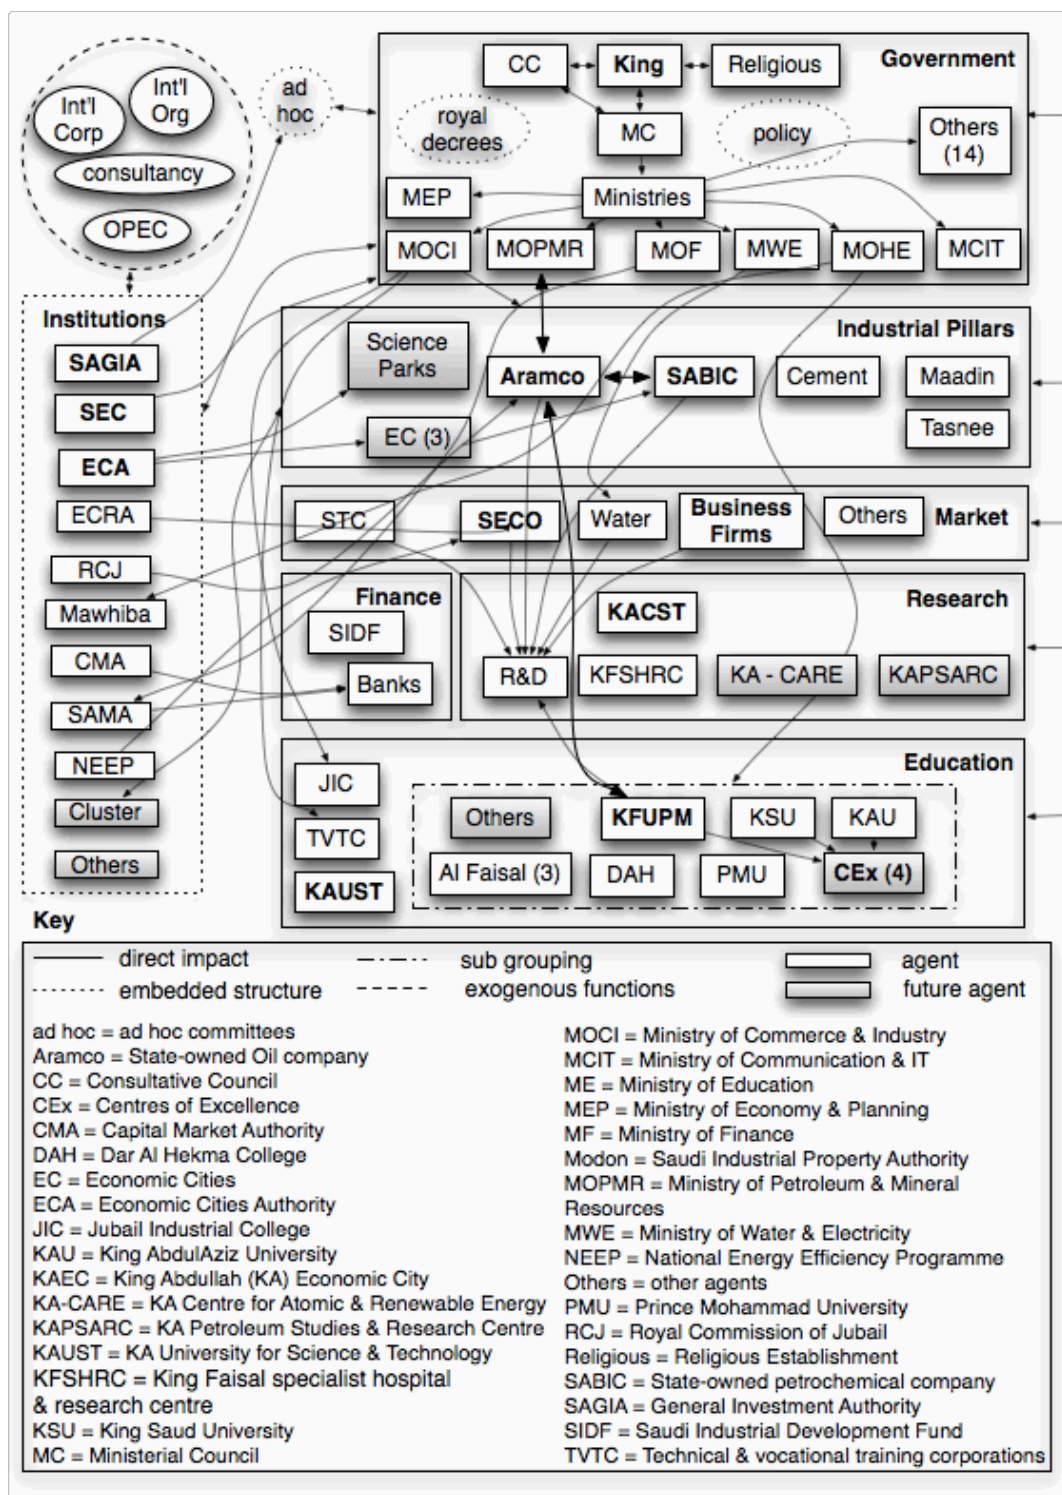 Int'l
Corp
Int'l
Org
consultancy
OPEC
ad
hoc
Government
CC
King
Religious
royal
decrees
MC
policy
Others
(14)
MEP
Ministries
MOCI
MOPMR
MOF
MWE
MOHE
MCIT
Institutions
SAGIA
SEC
ECA
ECRA
RCJ
Mawhiba
CMA
SAMA
NEEP
Cluster
Others
Industrial Pillars
Science
Parks
Aramco
SABIC
Cement
Maadin
EC (3)
Tasnee
STC
SECO
Water
Business
Firms
Others
Market
Finance
SIDF
Banks
Research
KACST
R&D
KFSHRC
KA - CARE
KAPSARC
Education
JIC
TVTC
KAUST
Others
KFUPM
KSU
KAU
Al Faisal (3)
DAH
PMU
CEx (4)
Key
direct impact
sub grouping
agent
embedded structure
exogenous functions
future agent
ad hoc = ad hoc committees
Aramco = State-owned Oil company
CC = Consultative Council
CEx = Centres of Excellence
CMA = Capital Market Authority
DAH = Dar Al Hekma College
EC = Economic Cities
ECA = Economic Cities Authority
JIC = Jubail Industrial College
KAU = King AbdulAziz University
KAEC = King Abdullah (KA) Economic City
KA-CARE = KA Centre for Atomic & Renewable Energy
KAPSARC = KA Petroleum Studies & Research Centre
KAUST = KA University for Science & Technology
KFSHRC = King Faisal specialist hospital
& research centre
KSU = King Saud University
MC = Ministerial Council
MOCI = Ministry of Commerce & Industry
MCIT = Ministry of Communication & IT
ME = Ministry of Education
MEP = Ministry of Economy & Planning
MF = Ministry of Finance
Modon = Saudi Industrial Property Authority
MOPMR = Ministry of Petroleum & Mineral
Resources
MWE = Ministry of Water & Electricity
NEEP = National Energy Efficiency Programme
Others = other agents
PMU = Prince Mohammad University
RCJ = Royal Commission of Jubail
Religious = Religious Establishment
SABIC = State-owned petrochemical company
SAGIA = General Investment Authority
SIDF = Saudi Industrial Development Fund
TVTC = Technical & vocational training corporations